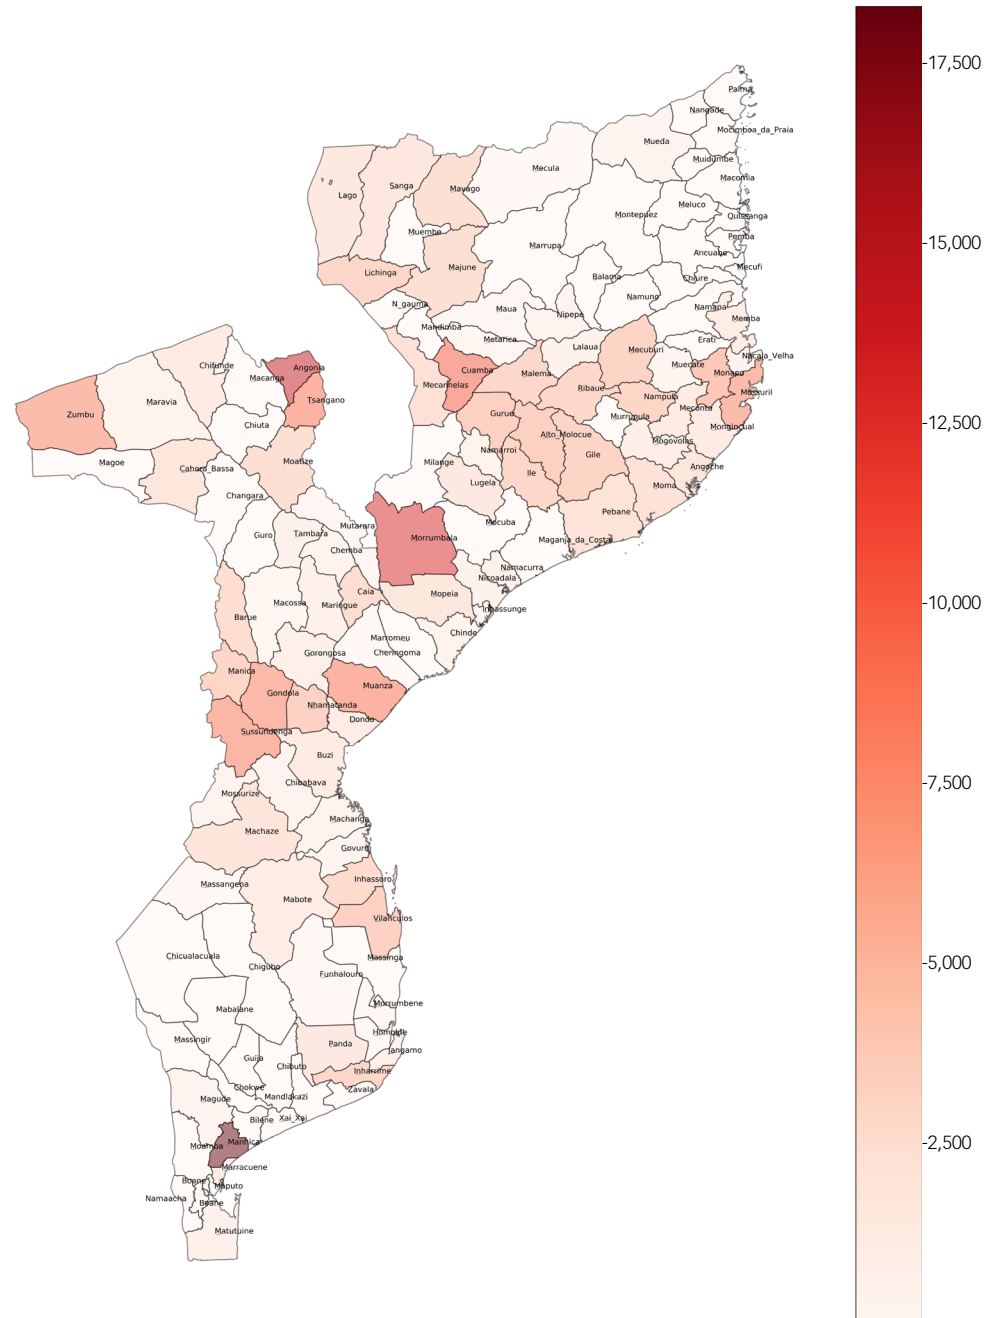 -17,500
Palma
Nangade
Mocimboa_da_Praia
Mueda
Muidumbe
Mecula
Macomia
Sanga
Mavago
Lago
Meluco
Montepuez
Quissanga
Muembe
Pemba
-15,000
Marrupa
Ancuabe
Majune
Mecufi
Lichinga
Balama
Chiure
Namuno
N_gauma
Maua
Namapa
Nipepe
Memba
Mandimba
Metarica
Erati
Lalaua
Mecuburi
Nacala_Velha
Chifunde
Muecate
Angonia
Cuamba
Malema
Monapo
Macanga
Mecanhelas
Ribaue
Mossuril
Tsangano
Nampula
Maravia
Meconta
Zumbu
Gurue
Murrupula
-12,500
Chiuta
Mongincual
Alto_Molocue
Mogovolas
Namarroi
Gile
Magoe
Moatize
Milange
Cahora_Bassa
Angoche
Ile
Lugela
Moma
Changara
Pebane
Mocuba
Mutarara
Guro
Tambara
Morrumbala
Maganja_da_Costa
Chemba
Namacurra
Nicoadala
Caia
Mopeia
-10,000
Macossa
Maringue
Inhassunge
Barue
Chinde
Marromeu
Gorongosa
Cheringoma
Manica
Muanza
Gondola
Nhamatanda
Dondo
Sussundenga
Buzi
Chibabava
-7,500
Mossurize
Machanga
Machaze
Govuro
Inhassoro
Massangena
Mabote
Vilanculos
Chicualacuala
Massinga
-5,000
Chigubo
Funhalouro
Morrumbene
Mabalane
Homoine
Massingir
Panda
Jangamo
Guija
Chibuto
Inharrime
Chokwe
Zavala
Magude
Mandlakazi
Bilene
Xai_Xai
Moamba
Manhica
-2,500
Marracuene
Boane
Maputo
Namaacha
Boane
Matutuine